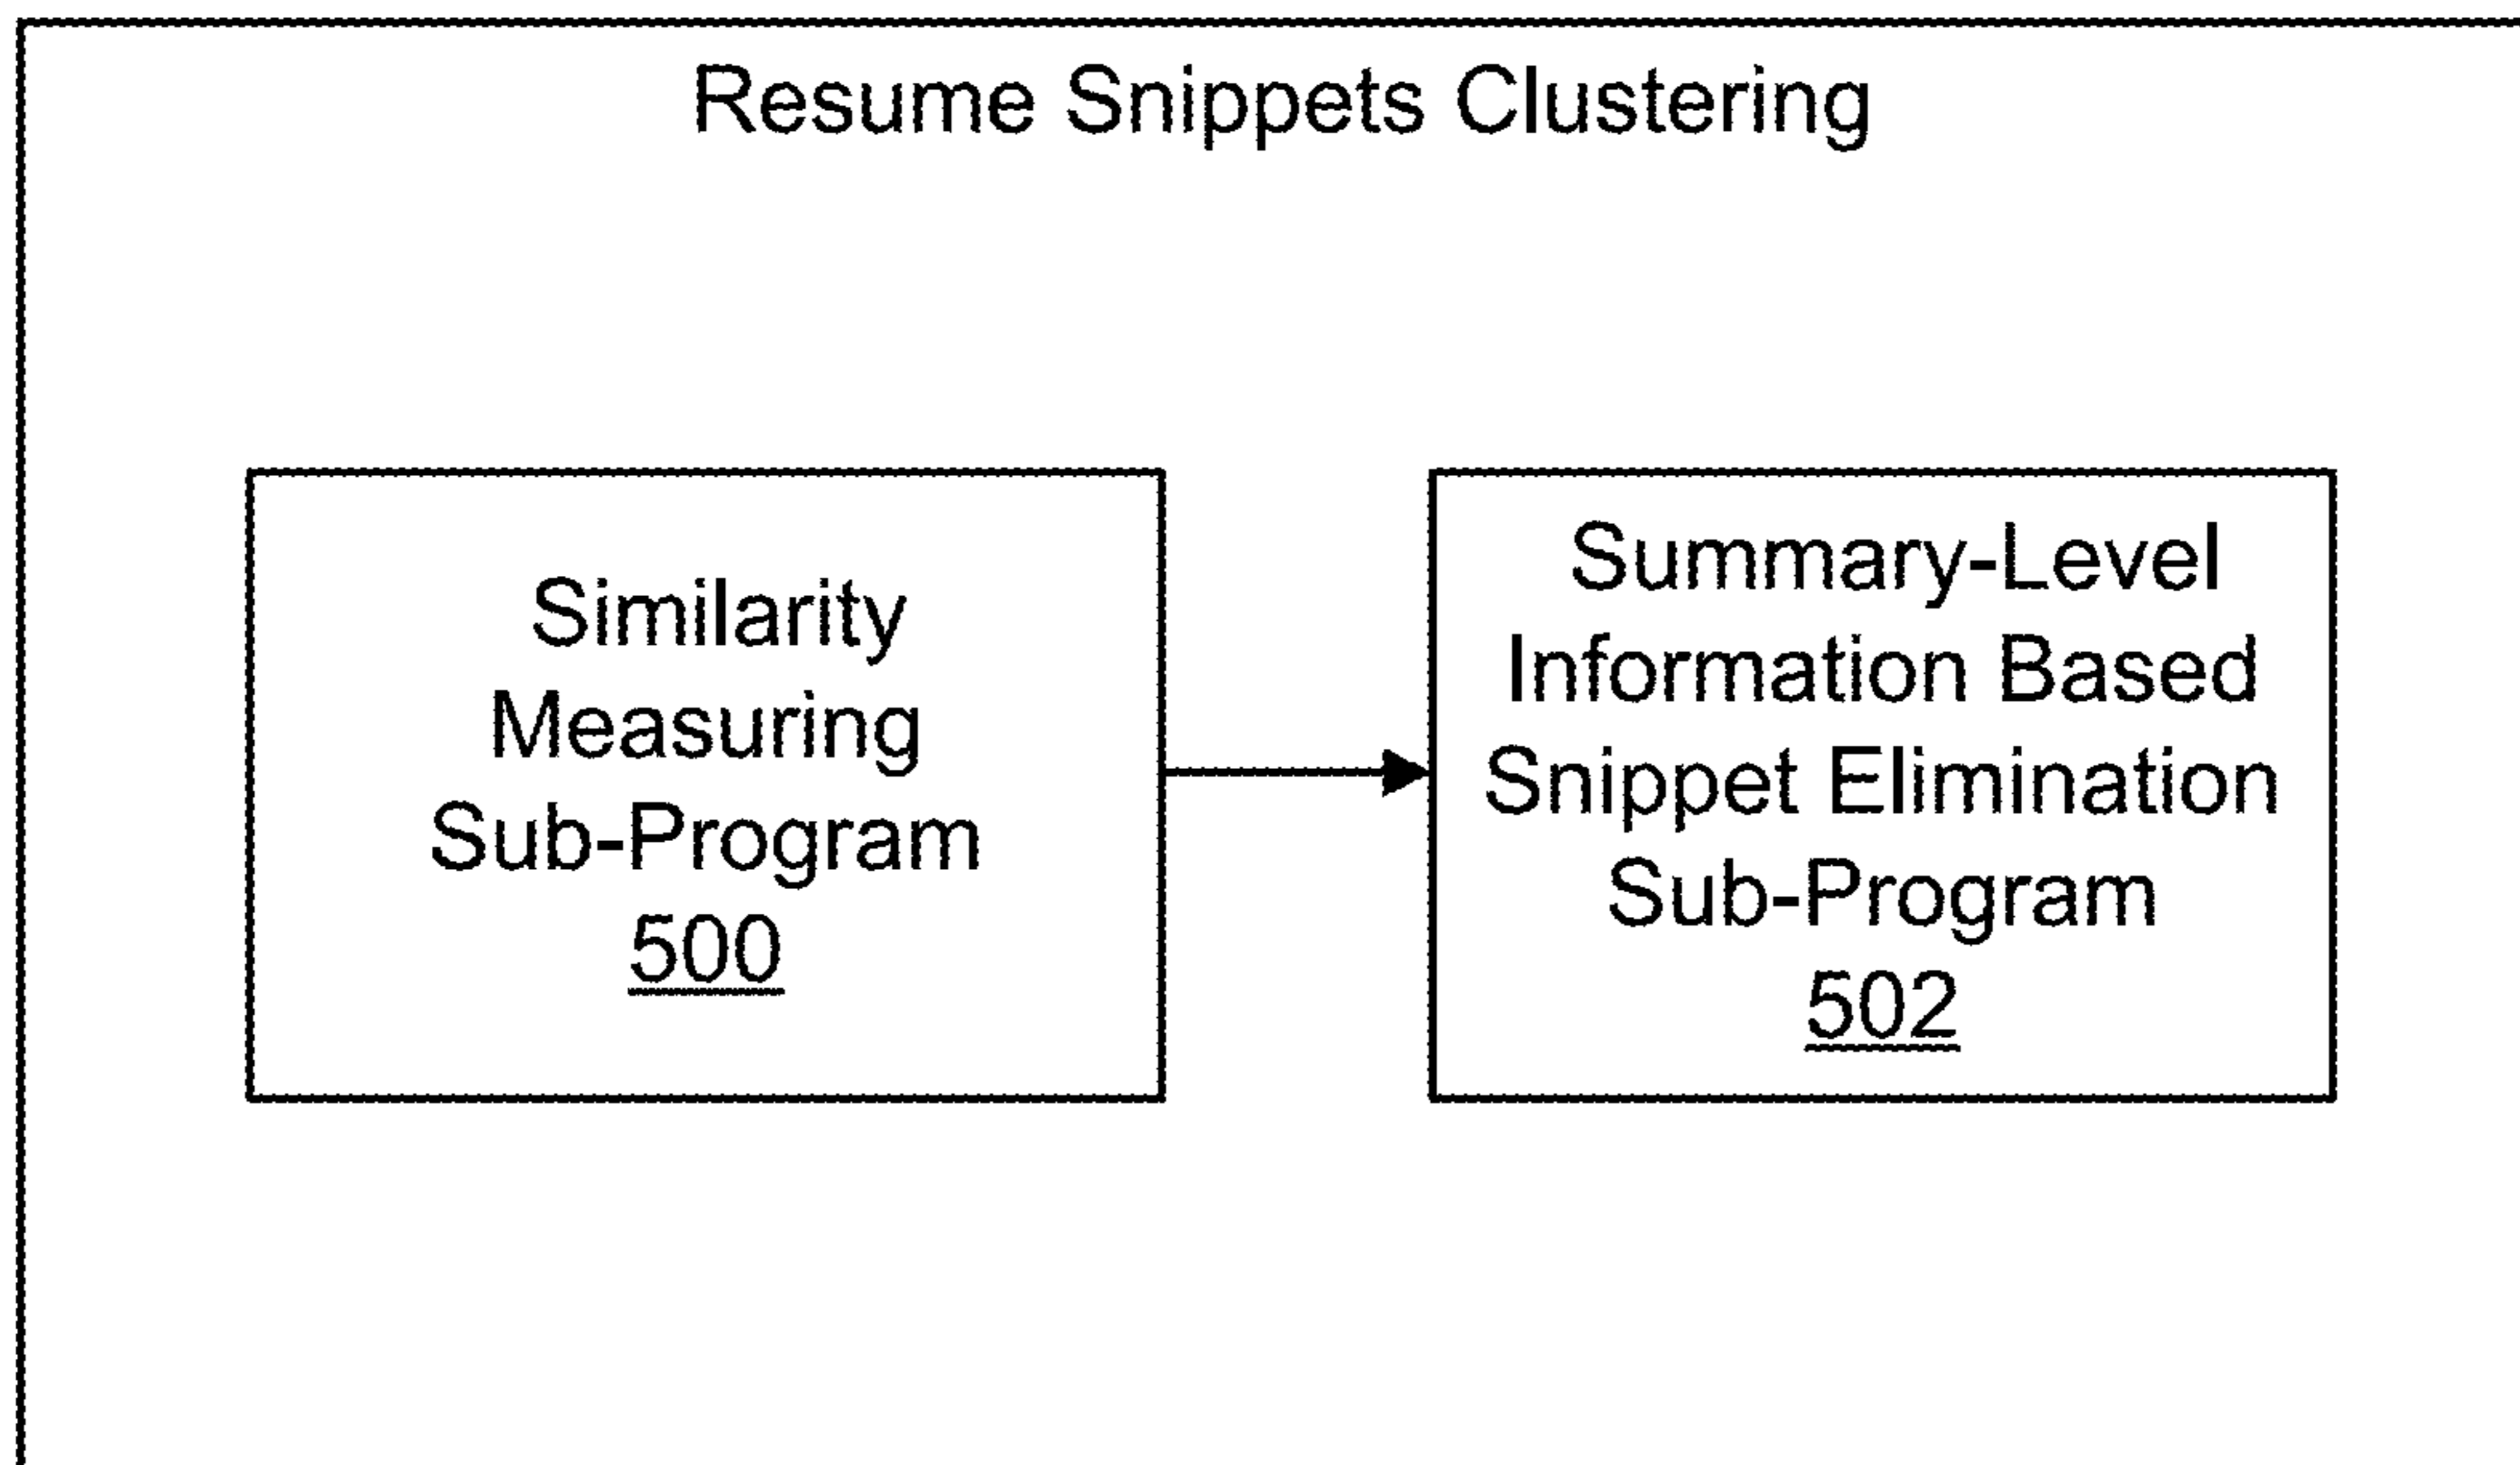 Resume Snippets Clustering
Similarity
Measuring
Sub-Program
500
Summary-Level
Information Based
Snippet Elimination
Sub-Program
502